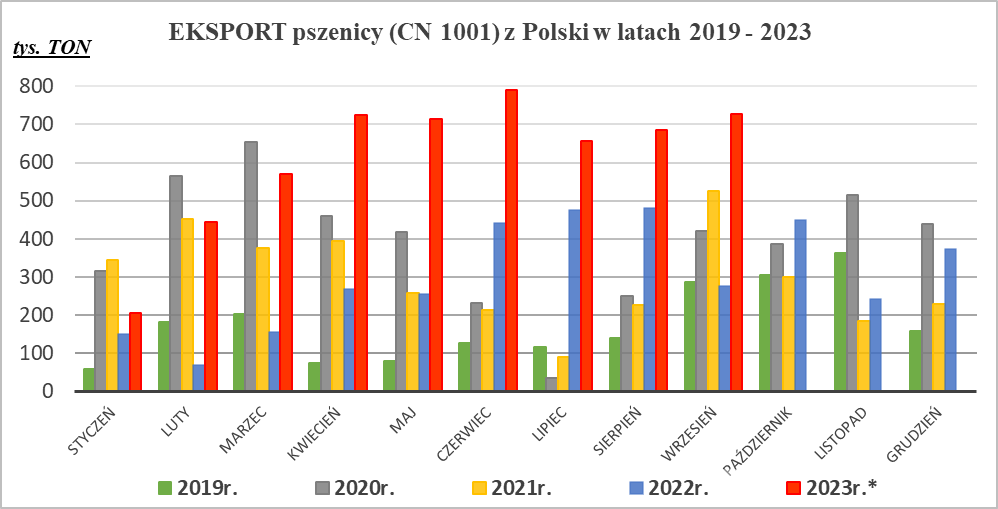 EKSPORT pszenicy (CN 1001) z Polski w latach 2019 - 2023
tys. TON
800
700
600
500
400
300
200
100
0
STYCZEŃ
LUTY
MARZEC
KWIECIEŃ
MAJ
CZERWIEC
LIPIEC
SIERPIEŃ
WRZESIEŃ
PAŹDZIERNIK
LISTOPAD
GRUDZIEŃ
2019r. 2020r. 2021r. 2022r. 2023r.*